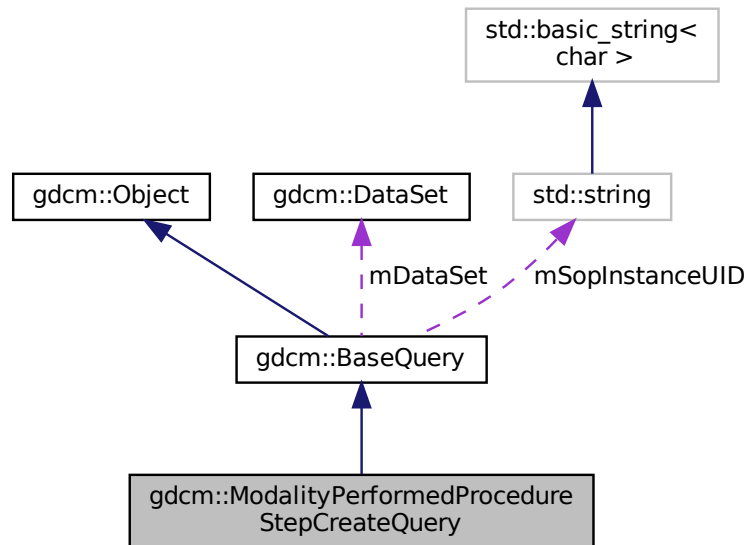 std::basic_string<
char >
gdcm::Object
gdcm::DataSet
std::string
mDataSet
mSopInstanceUID
gdcm::BaseQuery
gdcm::ModalityPerformedProcedure
StepCreateQuery